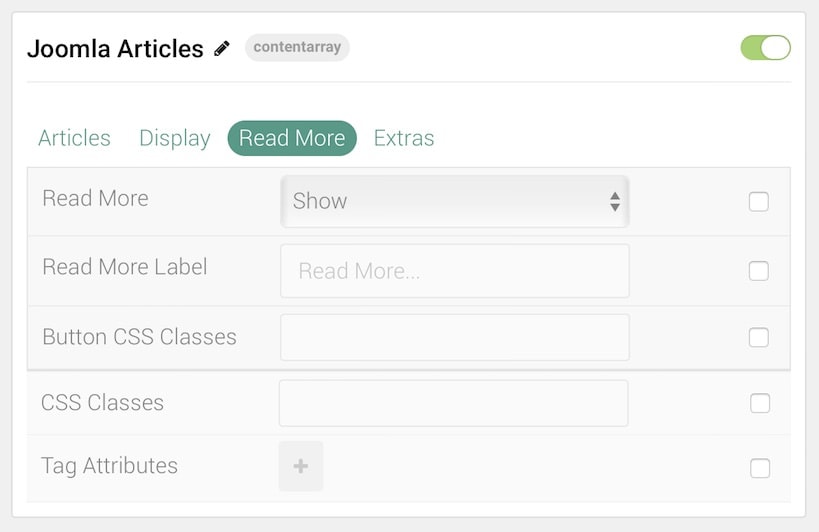 Joomla Articles contentarray
Articles Display Read More Extras
Read More Show
Read More Label Read More...
Button CSS Classes
CSS Classes
Tag Attributes +